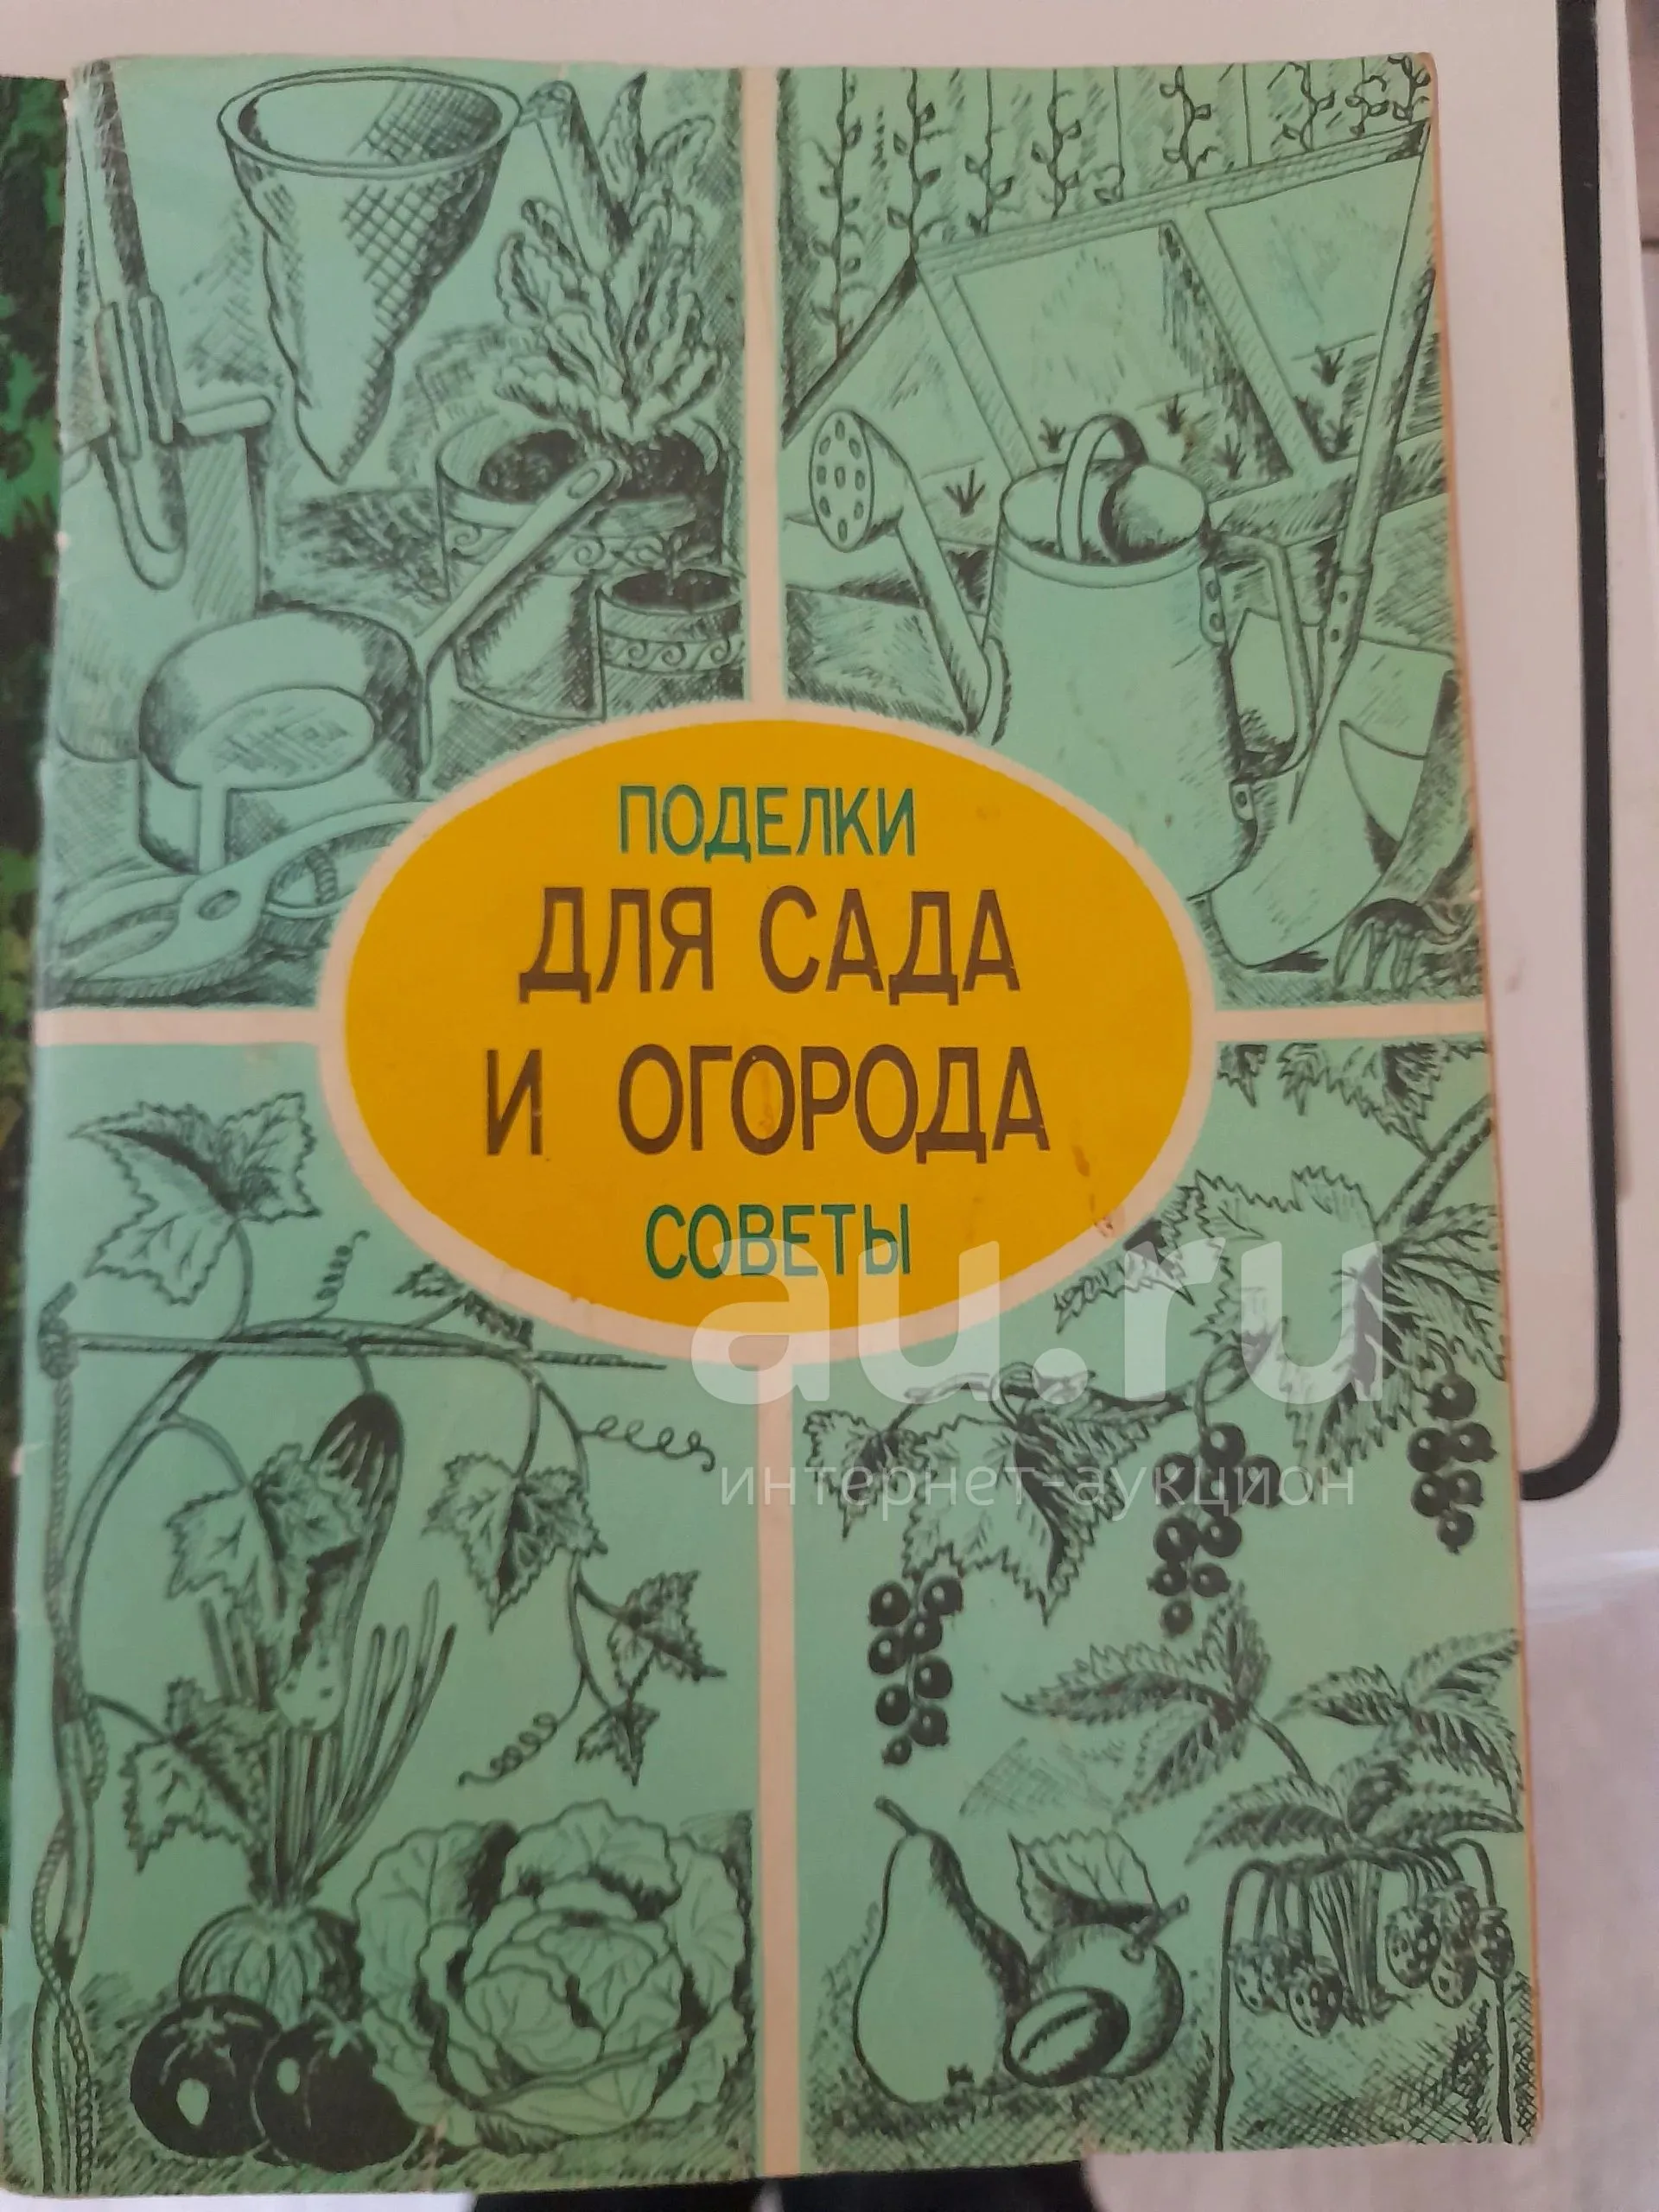 ПОДЕЛКИ
ДЛЯ САДА
И ОГОРОДА
СОВЕТЫ
au.ru
интернет-аукцион